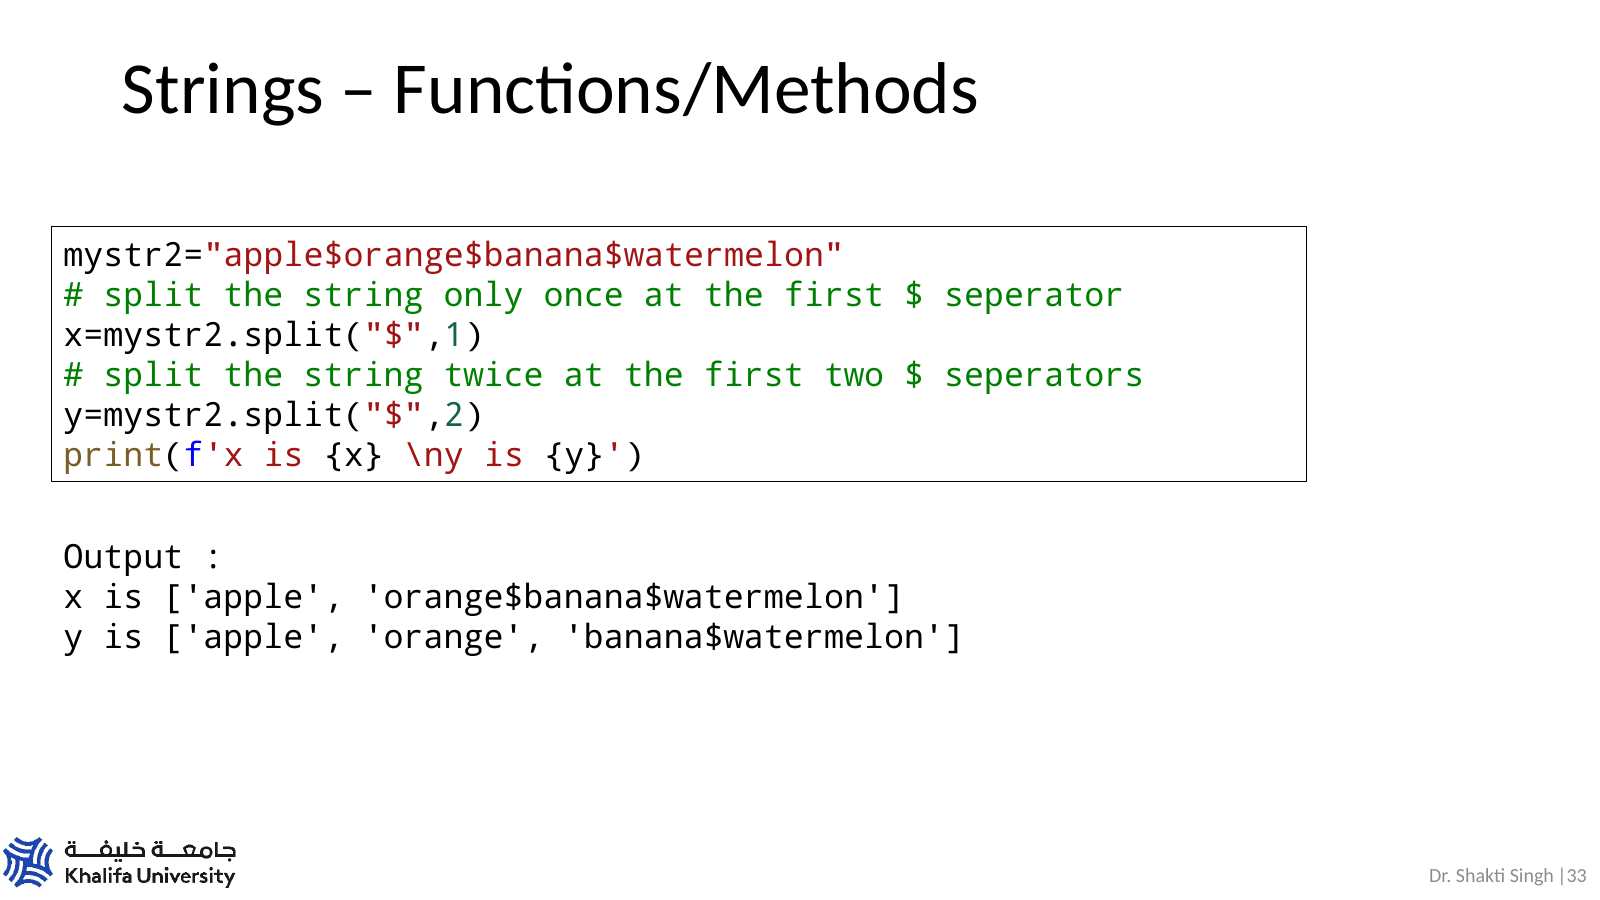 Strings – Functions/Methods
mystr2="apple$orange$banana$watermelon"
# split the string only once at the first $ seperator
x=mystr2.split("$",1)
# split the string twice at the first two $ seperators
y=mystr2.split("$",2)
print(f'x is {x} \ny is {y}')
Output :
x is ['apple', 'orange$banana$watermelon']
y is ['apple', 'orange', 'banana$watermelon']
جامعة خليفة
Khalifa University
Dr. Shakti Singh |33